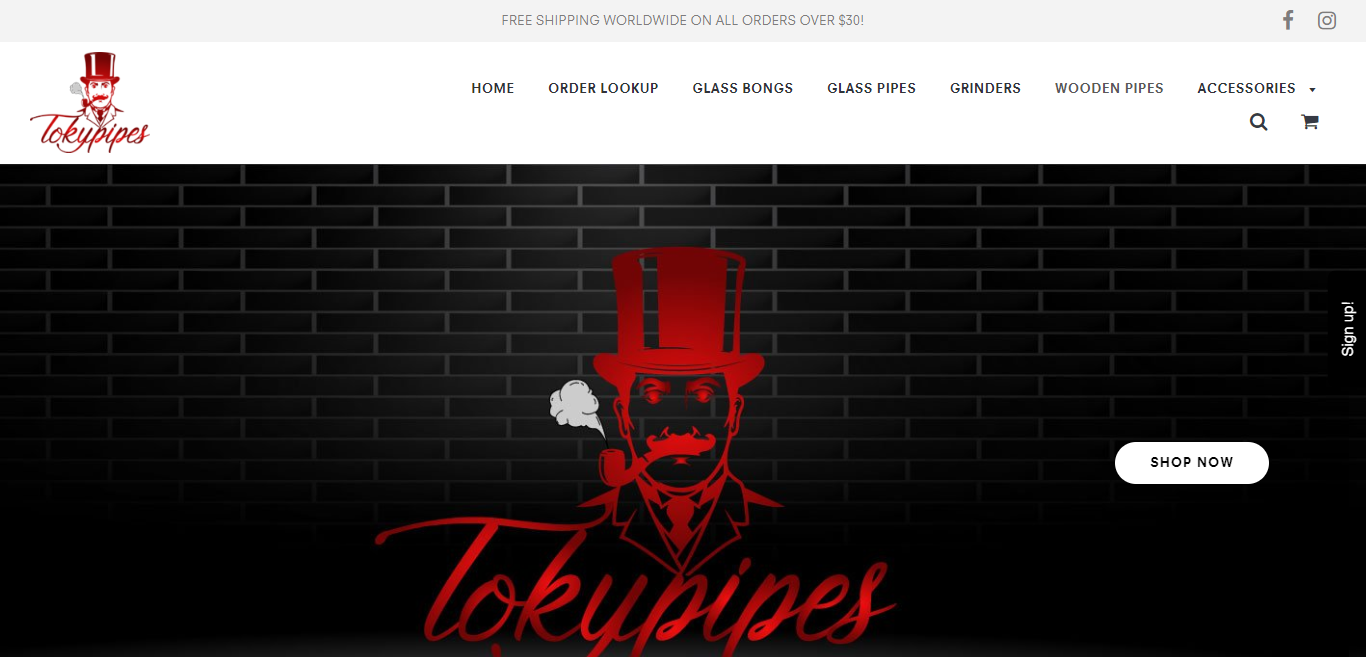 FREE SHIPPING WORLDWIDE ON ALL ORDERS OVER $30!
Tokypipes
HOME ORDER LOOKUP GLASS BONGS GLASS PIPES GRINDERS WOODEN PIPES ACCESSORIES
Sign up!
SHOP NOW
Tokypipes